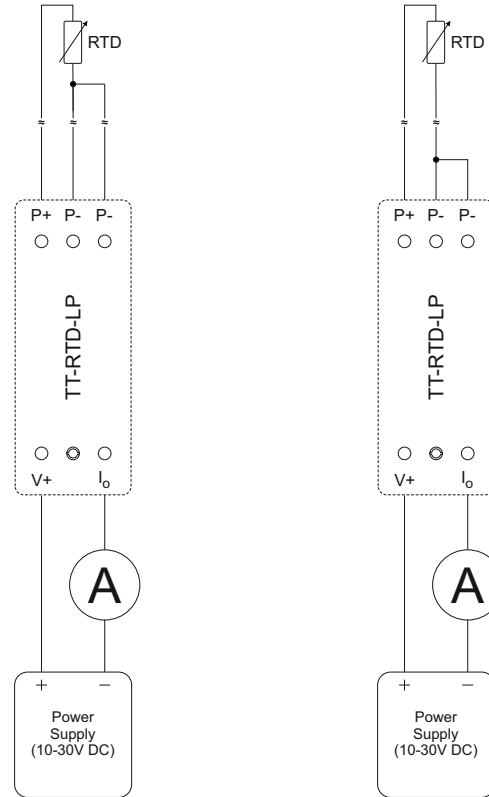 RTD
P+ P- P-
TT-RTD-LP
V+ Io
A
+ −
Power
Supply
(10-30V DC)
RTD
P+ P- P-
TT-RTD-LP
V+ Io
A
+ −
Power
Supply
(10-30V DC)